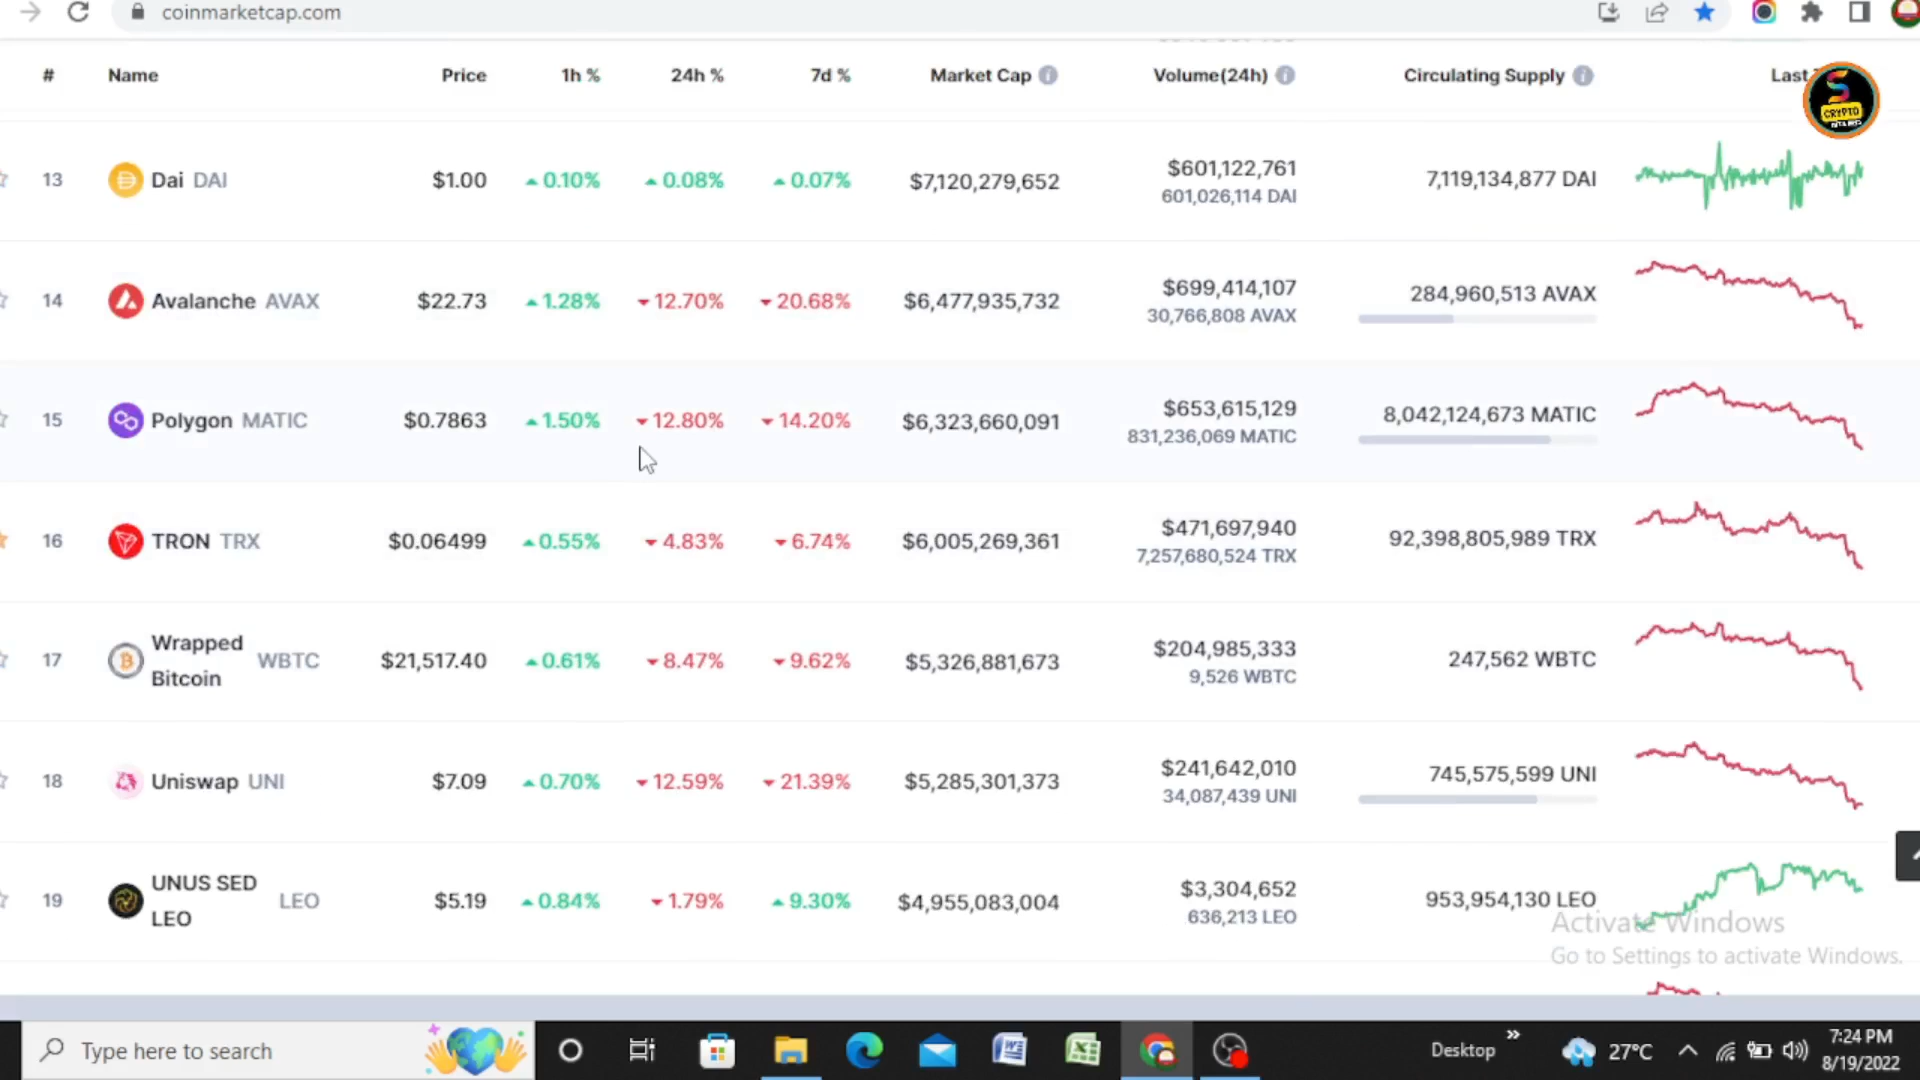 coinmarketcap.com
# Name Price 1h % 24h % 7d % Market Cap Volume(24h) Circulating Supply Last
CRYPTO
13 Dai DAI $1.00 0.10% 0.08% 0.07% $7,120,279,652 $601,122,761 7,119,134,877 DAI
601,026,114 DAI
14 Avalanche AVAX $22.73 1.28% 12.70% 20.68% $6,477,935,732 $699,414,107 284,960,513 AVAX
30,766,808 AVAX
15 Polygon MATIC $0.7863 1.50% 12.80% 14.20% $6,323,660,091 $653,615,129 8,042,124,673 MATIC
831,236,069 MATIC
16 TRON TRX $0.06499 0.55% 4.83% 6.74% $6,005,269,361 $471,697,940 92,398,805,989 TRX
7,257,680,524 TRX
17 Wrapped Bitcoin WBTC $21,517.40 0.61% 8.47% 9.62% $5,326,881,673 $204,985,333 247,562 WBTC
9,526 WBTC
18 Uniswap UNI $7.09 0.70% 12.59% 21.39% $5,285,301,373 $241,642,010 745,575,599 UNI
34,087,439 UNI
19 UNUS SED LEO LEO $5.19 0.84% 1.79% 9.30% $4,955,083,004 $3,304,652 953,954,130 LEO
636,213 LEO
Activate Windows
Go to Settings to activate Windows.
Type here to search
Desktop
27°C
7:24 PM
8/19/2022